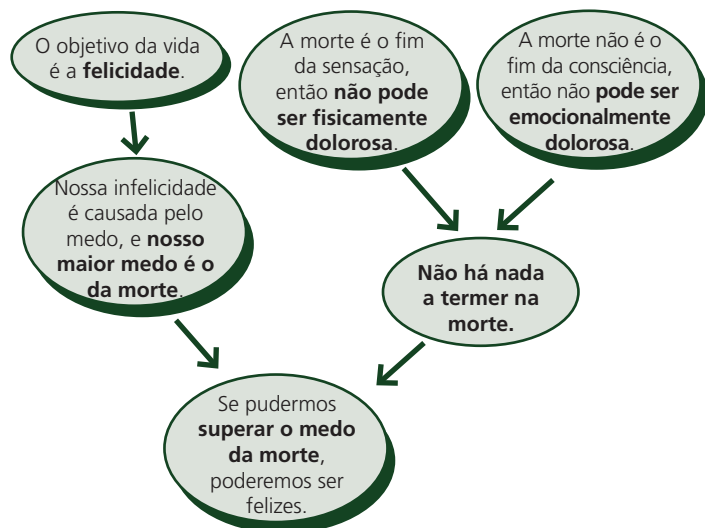 O objetivo da vida
é a felicidade.
A morte é o fim
da sensação,
então não pode
ser fisicamente
dolorosa.
A morte não é o
fim da consciência,
então não pode ser
emocionalmente
dolorosa.
Nossa infelicidade
é causada pelo
medo, e nosso
maior medo é o
da morte.
Não há nada
a termer na
morte.
Se pudermos
superar o medo
da morte,
poderemos ser
felizes.